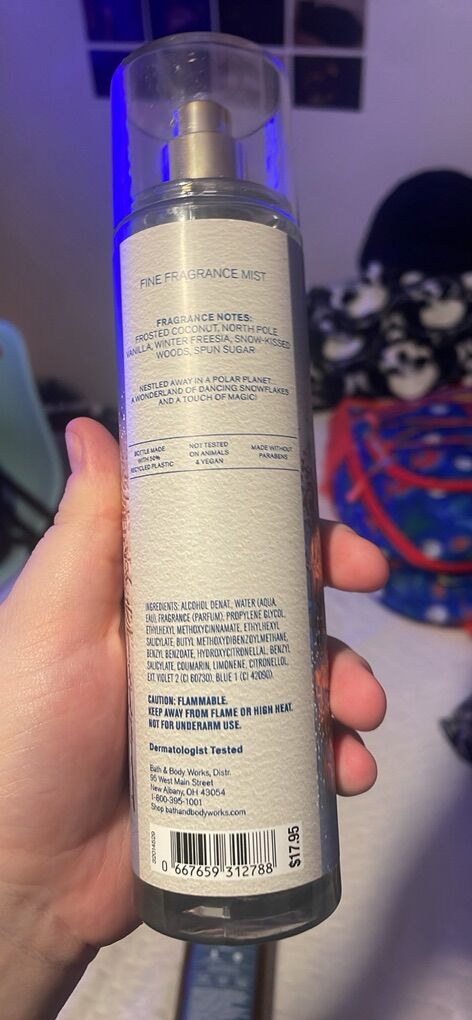 FINE FRAGRANCE MIST
FRAGRANCE NOTES:
FROSTED COCONUT, NORTH POLE
VANILLA, WINTER FREESIA, SNOW-KISSED
WOODS, SPUN SUGAR
NESTLED AWAY IN A POLAR PLANET...
A WONDERLAND OF DANCING SNOWFLAKES
AND A TOUCH OF MAGIC!
BOTTLE MADE
WITH 50%
RECYCLED PLASTIC
NOT TESTED
ON ANIMALS
& VEGAN
MADE WITHOUT
PARABENS
INGREDIENTS: ALCOHOL DENAT., WATER (AQUA,
EAU), FRAGRANCE (PARFUM), PROPYLENE GLYCOL,
ETHYLHEXYL METHOXYCINNAMATE, ETHYLHEXYL
SALICYLATE, BUTYL METHOXYDIBENZOYLMETHANE,
BENZYL BENZOATE, HYDROXYCITRONELLAL, BENZYL
SALICYLATE, COUMARIN, LIMONENE, CITRONELLOL,
EXT. VIOLET 2 (CI 60730), BLUE 1 (CI 42090).
CAUTION: FLAMMABLE.
KEEP AWAY FROM FLAME OR HIGH HEAT.
NOT FOR UNDERARM USE.
Dermatologist Tested
Bath & Body Works, Distr.
95 West Main Street
New Albany, OH 43054
1-800-395-1001
Shop bathandbodyworks.com
0 667659 312788
$17.95